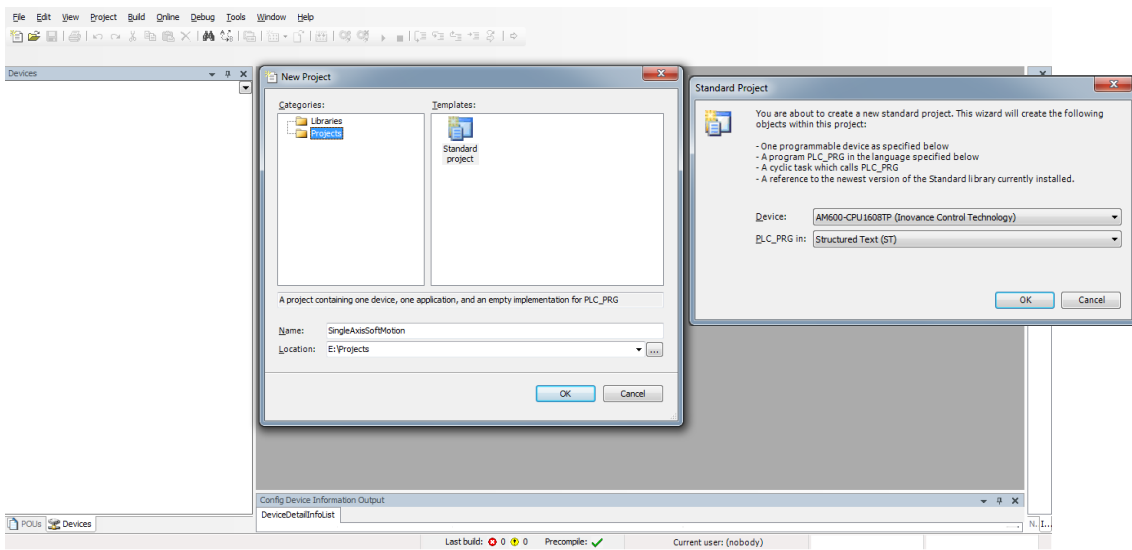 File Edit View Project Build Online Debug Tools Window Help
Devices
New Project
Categories:
Libraries
Projects
Templates:
Standard
project
A project containing one device, one application, and an empty implementation for PLC_PRG
Name: SingleAxisSoftMotion
Location: E:\Projects
...
OK Cancel
Standard Project
You are about to create a new standard project. This wizard will create the following
objects within this project:
- One programmable device as specified below
- A program PLC_PRG in the language specified below
- A cyclic task which calls PLC_PRG
- A reference to the newest version of the Standard library currently installed.
Device: AM600-CPU1608TP (Inovance Control Technology)
PLC_PRG in: Structured Text (ST)
OK Cancel
Config Device Information Output
DeviceDetailInfoList
POUs Devices
N. I...
Last build: 0 0 Precompile: Current user: (nobody)